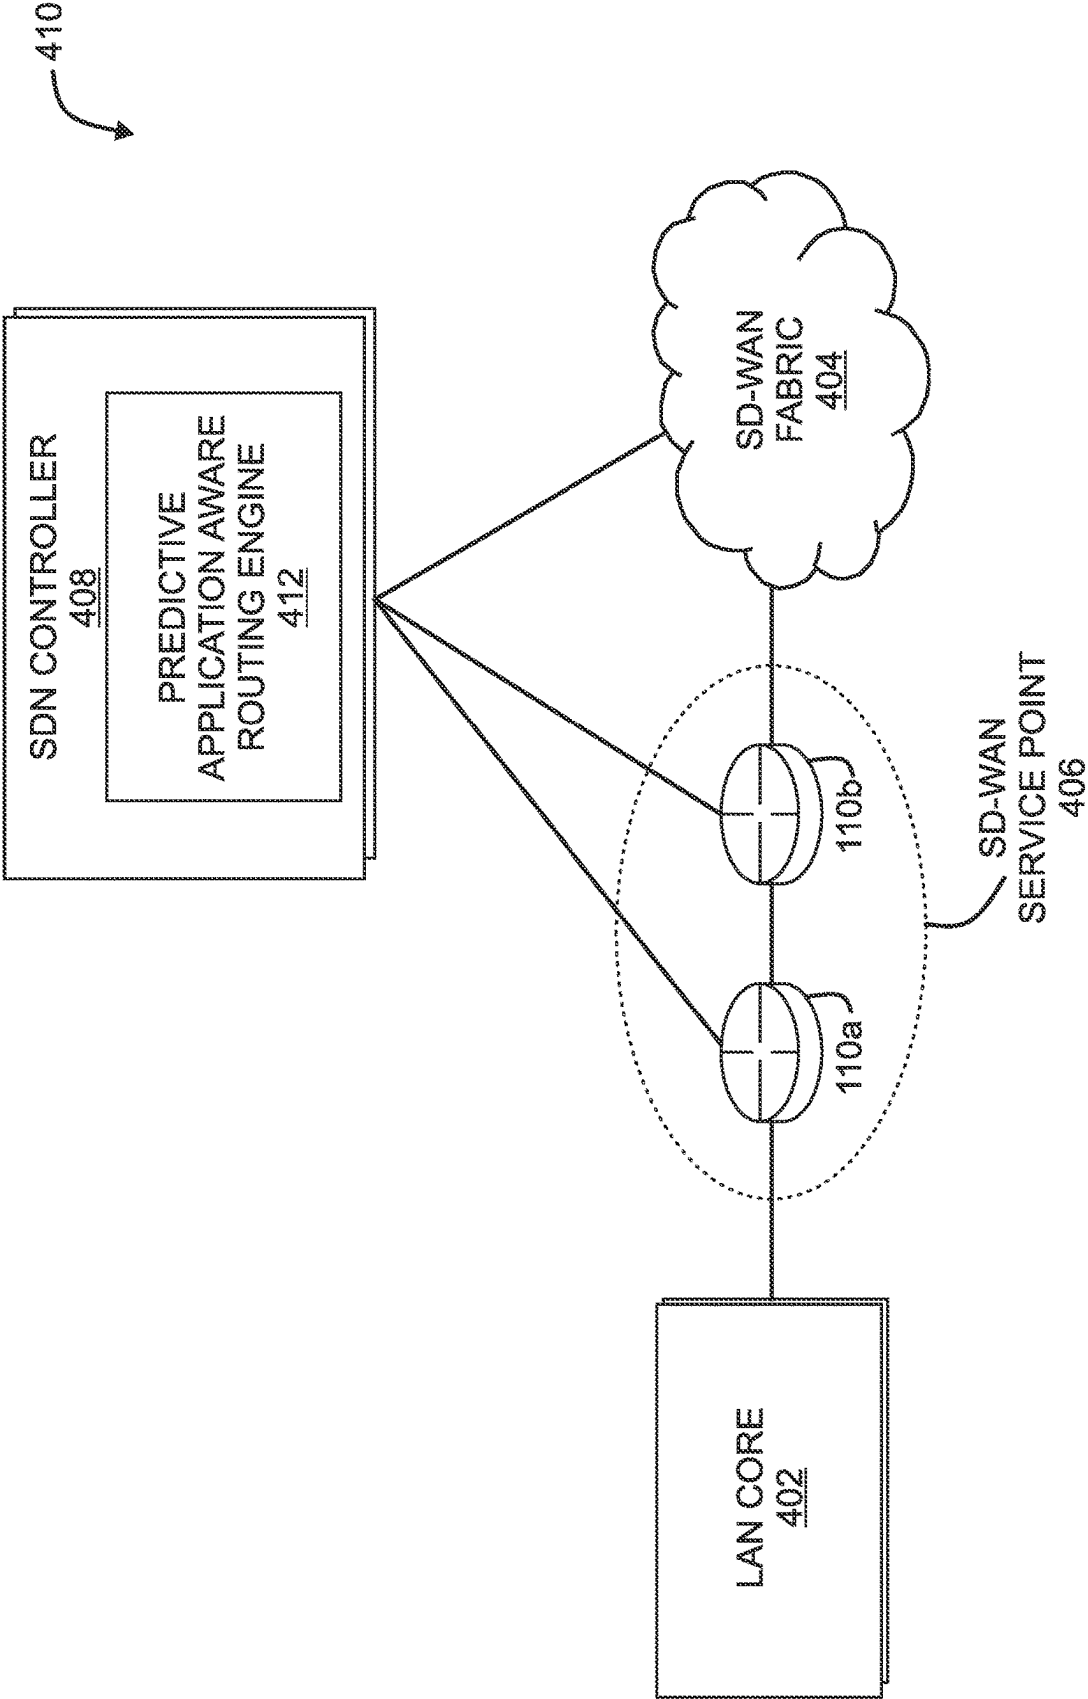 410
SDN CONTROLLER
408
PREDICTIVE
APPLICATION AWARE
ROUTING ENGINE
412
LAN CORE
402
110a
110b
SD-WAN
FABRIC
404
SD-WAN
SERVICE POINT
406